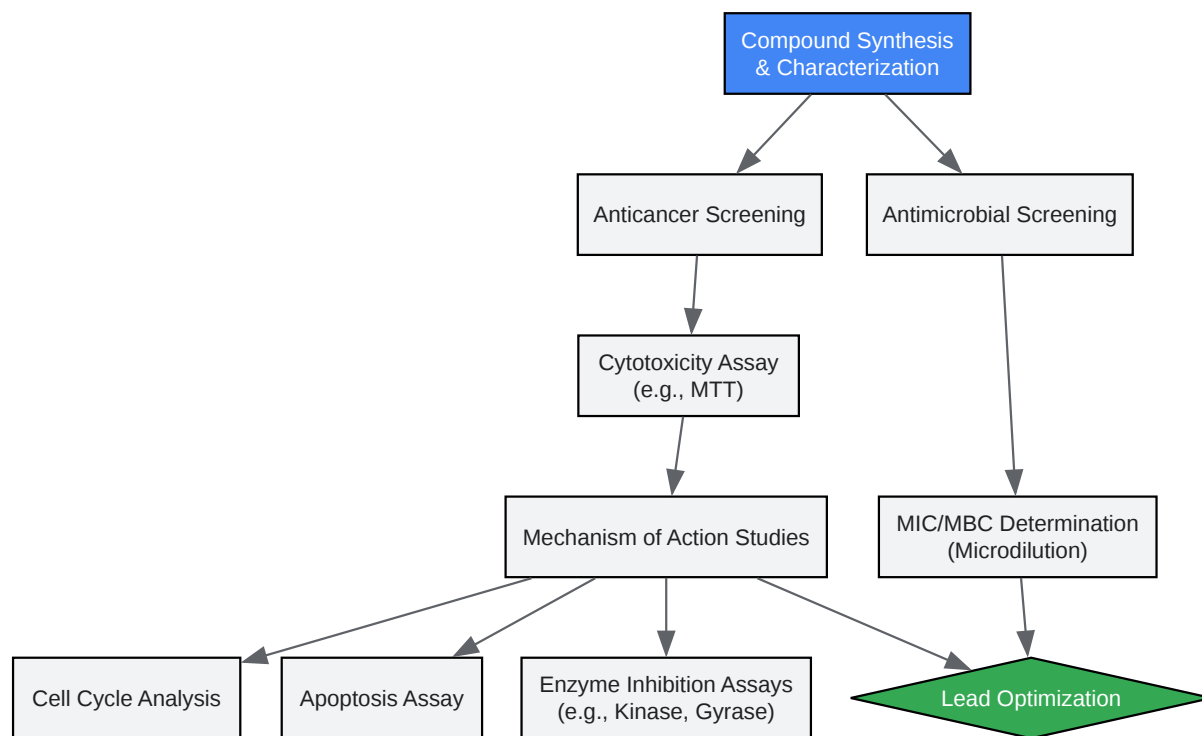 Compound Synthesis
& Characterization
Anticancer Screening
Antimicrobial Screening
Cytotoxicity Assay
(e.g., MTT)
Mechanism of Action Studies
MIC/MBC Determination
(Microdilution)
Cell Cycle Analysis
Apoptosis Assay
Enzyme Inhibition Assays
(e.g., Kinase, Gyrase)
Lead Optimization